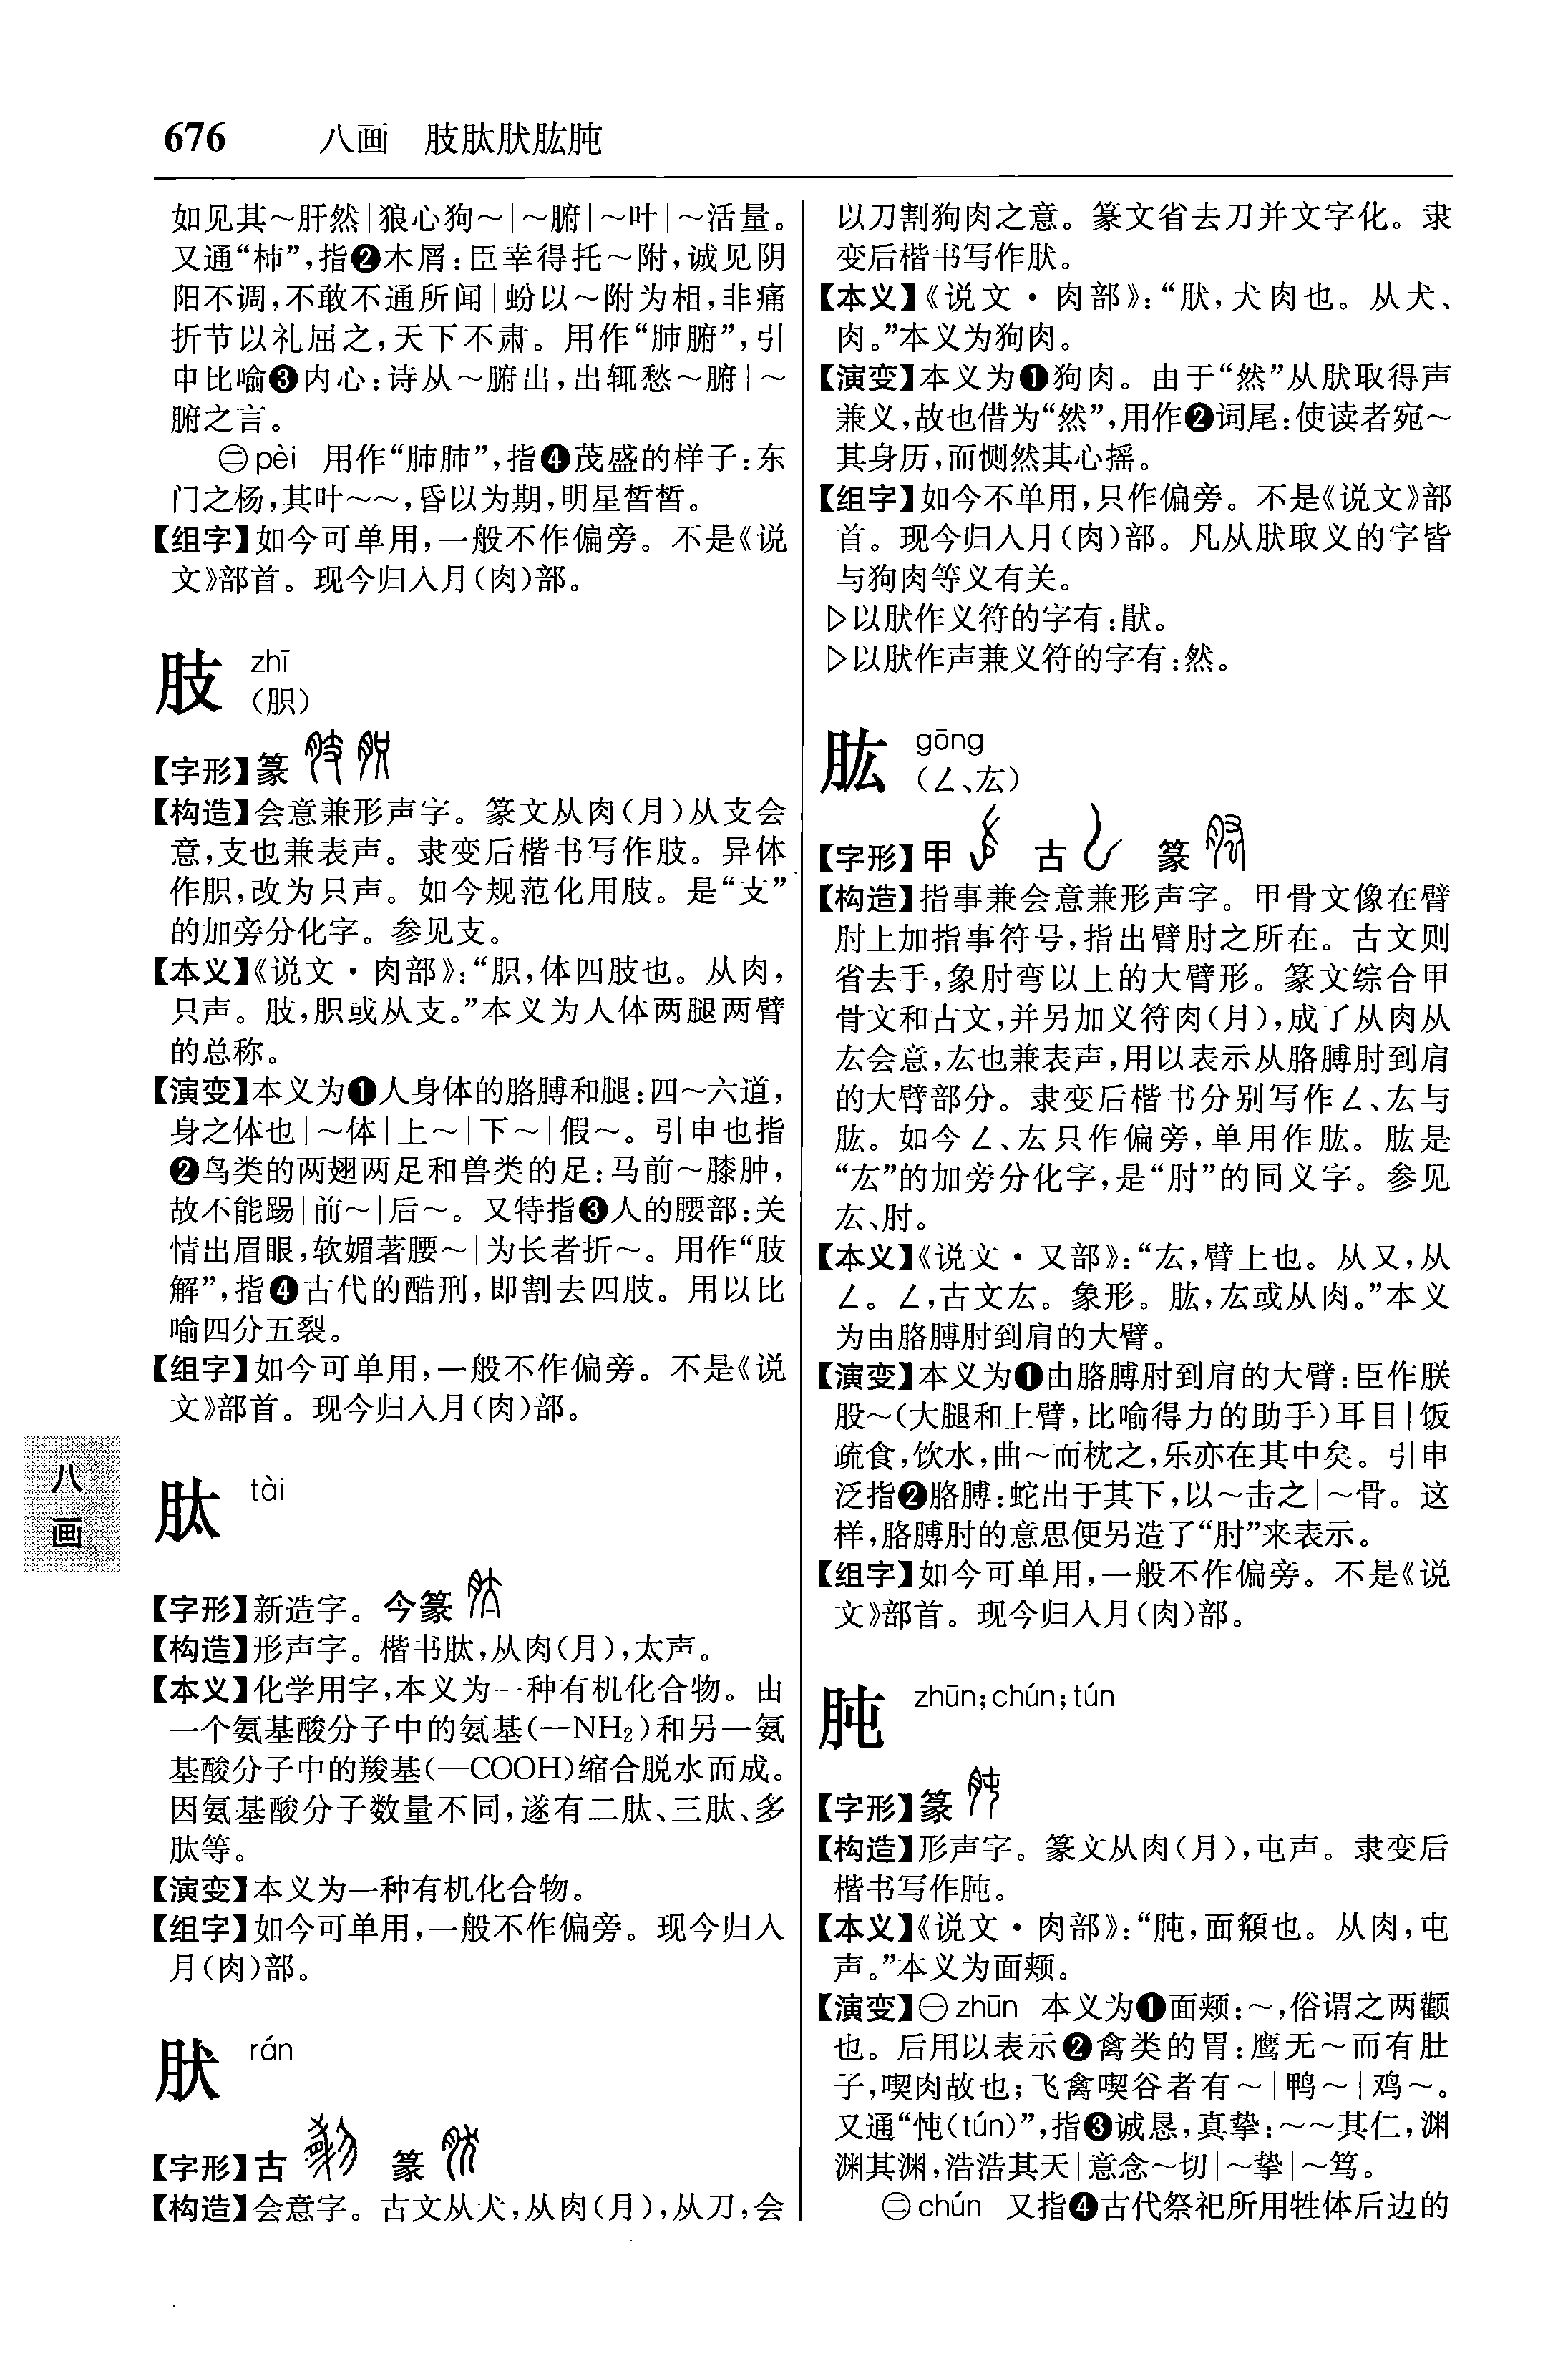 676 八画 肢肽肰肱肫
如见其～肝然|狼心狗～|～腑|～叶|～活量。
又通“杮”，指❷木屑：臣幸得托～附，诚见阴
阳不调，不敢不通所闻|蚡以～附为相，非痛
折节以礼屈之，天下不肃。用作“肺腑”，引
申比喻❸内心：诗从～腑出，出辄愁～腑|～
腑之言。
㊁pèi 用作“肺肺”，指❹茂盛的样子：东
门之杨，其叶～～，昏以为期，明星晢晢。
【组字】如今可单用，一般不作偏旁。不是《说
文》部首。现今归入月（肉）部。
肢 zhī
（胑）
【字形】篆
【构造】会意兼形声字。篆文从肉（月）从支会
意，支也兼表声。隶变后楷书写作肢。异体
作胑，改为只声。如今规范化用肢。是“支”
的加旁分化字。参见支。
【本义】《说文·肉部》：“胑，体四肢也。从肉，
只声。肢，胑或从支。”本义为人体两腿两臂
的总称。
【演变】本义为❶人身体的胳膊和腿：四～六道，
身之体也|～体|上～|下～|假～。引申也指
❷鸟类的两翅两足和兽类的足：马前～膝肿，
故不能踢|前～|后～。又特指❸人的腰部：关
情出眉眼，软媚著腰～|为长者折～。用作“肢
解”，指❹古代的酷刑，即割去四肢。用以比
喻四分五裂。
【组字】如今可单用，一般不作偏旁。不是《说
文》部首。现今归入月（肉）部。
八画
肽 tài
【字形】新造字。今篆
【构造】形声字。楷书肽，从肉（月），太声。
【本义】化学用字，本义为一种有机化合物。由
一个氨基酸分子中的氨基（—NH₂）和另一氨
基酸分子中的羧基（—COOH）缩合脱水而成。
因氨基酸分子数量不同，遂有二肽、三肽、多
肽等。
【演变】本义为一种有机化合物。
【组字】如今可单用，一般不作偏旁。现今归入
月（肉）部。
肰 rán
【字形】古 篆
【构造】会意字。古文从犬，从肉（月），从刀，会
以刀割狗肉之意。篆文省去刀并文字化。隶
变后楷书写作肰。
【本义】《说文·肉部》：“肰，犬肉也。从犬、
肉。”本义为狗肉。
【演变】本义为❶狗肉。由于“然”从肰取得声
兼义，故也借为“然”，用作❷词尾：使读者宛～
其身历，而恻然其心摇。
【组字】如今不单用，只作偏旁。不是《说文》部
首。现今归入月（肉）部。凡从肰取义的字皆
与狗肉等义有关。
▷以肰作义符的字有：猒。
▷以肰作声兼义符的字有：然。
肱 gōng
（㇜、厷）
【字形】甲 古 篆
【构造】指事兼会意兼形声字。甲骨文像在臂
肘上加指事符号，指出臂肘之所在。古文则
省去手，象肘弯以上的大臂形。篆文综合甲
骨文和古文，并另加义符肉（月），成了从肉从
厷会意，厷也兼表声，用以表示从胳膊肘到肩
的大臂部分。隶变后楷书分别写作㇜、厷与
肱。如今㇜、厷只作偏旁，单用作肱。肱是
“厷”的加旁分化字，是“肘”的同义字。参见
厷、肘。
【本义】《说文·又部》：“厷，臂上也。从又，从
㇜。㇜，古文厷。象形。肱，厷或从肉。”本义
为由胳膊肘到肩的大臂。
【演变】本义为❶由胳膊肘到肩的大臂：臣作朕
股～（大腿和上臂，比喻得力的助手）耳目|饭
疏食，饮水，曲～而枕之，乐亦在其中矣。引申
泛指❷胳膊：蛇出于其下，以～击之|～骨。这
样，胳膊肘的意思便另造了“肘”来表示。
【组字】如今可单用，一般不作偏旁。不是《说
文》部首。现今归入月（肉）部。
肫 zhūn；chún；tún
【字形】篆
【构造】形声字。篆文从肉（月），屯声。隶变后
楷书写作肫。
【本义】《说文·肉部》：“肫，面頯也。从肉，屯
声。”本义为面颊。
【演变】㊀zhūn 本义为❶面颊：～，俗谓之两颧
也。后用以表示❷禽类的胃：鹰无～而有肚
子，喫肉故也；飞禽喫谷者有～|鸭～|鸡～。
又通“忳（tún）”，指❸诚恳，真挚：～～其仁，渊
渊其渊，浩浩其天|意念～切|～挚|～笃。
㊁chún 又指❹古代祭祀所用牲体后边的